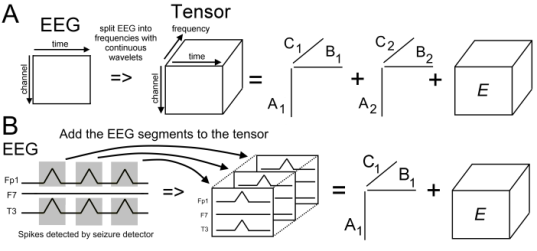 A
EEG
time
channel
split EEG into
frequencies with
continuous
wavelets
=>
Tensor
frequency
time
channel
=
C1
B1
A1
+
C2
B2
A2
+
E
B
Add the EEG segments to the tensor
EEG
Fp1
F7
T3
Spikes detected by seizure detector
=>
Fp1
F7
T3
=
C1
B1
A1
+
E